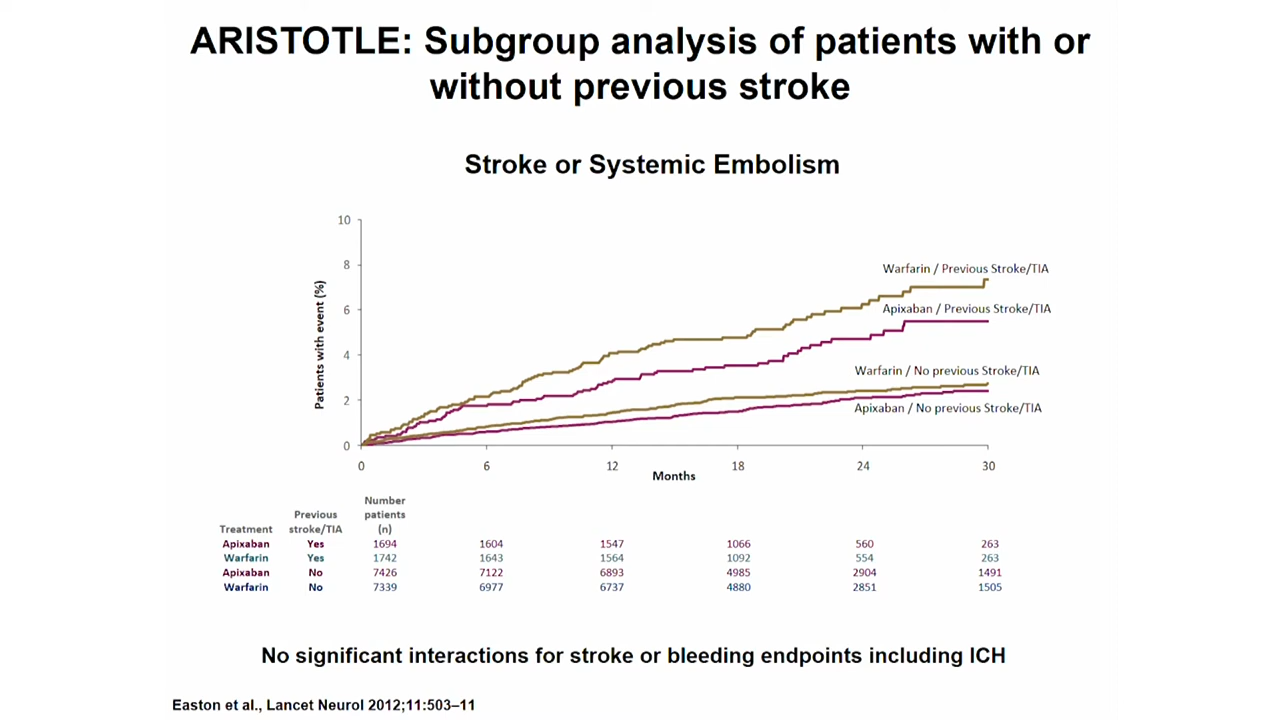 ARISTOTLE: Subgroup analysis of patients with or
without previous stroke
Stroke or Systemic Embolism
Patients with event (%)
10
8
6
4
2
0
Warfarin / Previous Stroke/TIA
Apixaban / Previous Stroke/TIA
Warfarin / No previous Stroke/TIA
Apixaban / No previous Stroke/TIA
0 6 12 18 24 30
Months
Number
Previous patients
Treatment stroke/TIA (n)
Apixaban Yes 1694 1604 1547 1066 560 263
Warfarin Yes 1742 1643 1564 1092 554 263
Apixaban No 7426 7122 6893 4985 2904 1491
Warfarin No 7339 6977 6737 4880 2851 1505
No significant interactions for stroke or bleeding endpoints including ICH
Easton et al., Lancet Neurol 2012;11:503–11